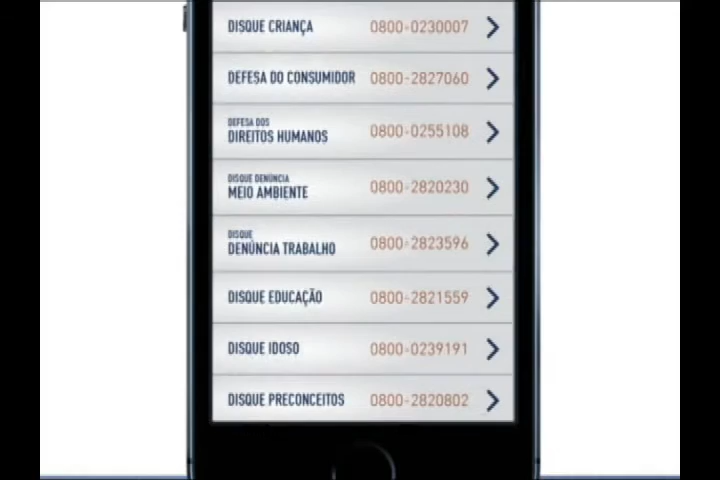 DISQUE CRIANÇA 0800-0230007
DEFESA DO CONSUMIDOR 0800-2827060
DEFESA DOS
DIREITOS HUMANOS 0800-0255108
DISQUE DENÚNCIA
MEIO AMBIENTE 0800-2820230
DISQUE
DENÚNCIA TRABALHO 0800-2823596
DISQUE EDUCAÇÃO 0800-2821559
DISQUE IDOSO 0800-0239191
DISQUE PRECONCEITOS 0800-2820802